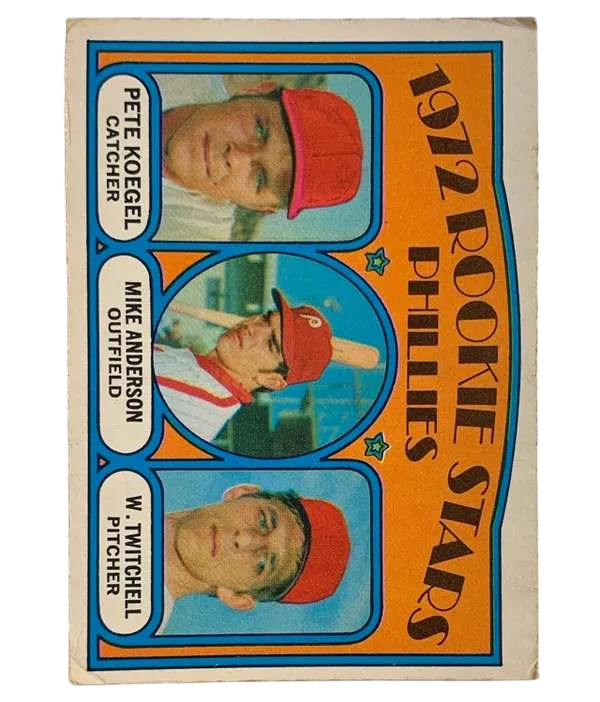 1972 ROOKIE STARS
PHILLIES
PETE KOEGEL
CATCHER
MIKE ANDERSON
OUTFIELD
W. TWITCHELL
PITCHER